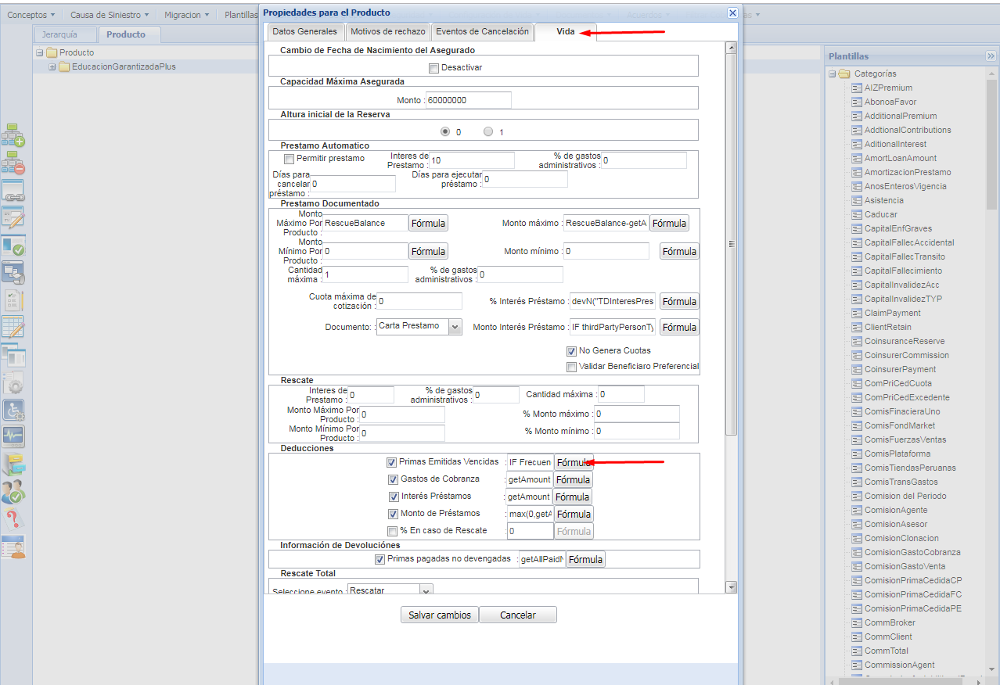 Conceptos
Causa de Siniestro
Migracion
Plantillas
Acuerdos
Jerarquía
Producto
Producto
EducacionGarantizadaPlus
Propiedades para el Producto
Datos Generales
Motivos de rechazo
Eventos de Cancelación
Vida
Cambio de Fecha de Nacimiento del Asegurado
Desactivar
Capacidad Máxima Asegurada
Monto : 60000000
Altura inicial de la Reserva
0 1
Prestamo Automatico
Permitir prestamo
Interes de Prestamo : 10
% de gastos administrativos : 0
Días para cancelar préstamo : 0
Días para ejecutar préstamo : 0
Prestamo Documentado
Monto Máximo Por Producto : RescueBalance Fórmula
Monto máximo : RescueBalance-getA Fórmula
Monto Mínimo Por Producto : 0 Fórmula
Monto mínimo : 0 Fórmula
Cantidad máxima : 1
% de gastos administrativos : 0
Cuota máxima de cotización : 0
% Interés Préstamo : devN("TDInteresPres Fórmula
Documento: : Carta Prestamo
Monto Interés Préstamo : IF thirdPartyPersonTy Fórmula
No Genera Cuotas
Validar Beneficiaro Preferencial
Rescate
Interes de Prestamo : 0
% de gastos administrativos : 0
Cantidad máxima : 0
Monto Máximo Por Producto : 0
% Monto máximo : 0
Monto Mínimo Por Producto : 0
% Monto mínimo : 0
Deducciones
Primas Emitidas Vencidas : IF Frecuen Fórmula
Gastos de Cobranza : getAmount Fórmula
Interés Préstamos : getAmount Fórmula
Monto de Préstamos : max(0,getA Fórmula
% En caso de Rescate : 0 Fórmula
Información de Devoluciónes
Primas pagadas no devengadas : getAllPaidN Fórmula
Rescate Total
Seleccione evento : Rescatar
Salvar cambios
Cancelar
Plantillas
Categorías
AIZPremium
AbonoaFavor
AdditionalPremium
AddtionalContributions
AditionalInterest
AmortLoanAmount
AmortizacionPrestamo
AnosEnterosVigencia
Asistencia
Caducar
CapitalEnfGraves
CapitalFallecAccidental
CapitalFallecTransito
CapitalFallecimiento
CapitalInvalidezAcc
CapitalInvalidezTYP
ClaimPayment
ClientRetain
CoinsuranceReserve
CoinsurerCommission
CoinsurerPayment
ComPriCedCuota
ComPriCedExcedente
ComisFinacieraUno
ComisFondMarket
ComisFuerzasVentas
ComisPlataforma
ComisTiendasPeruanas
ComisTransGastos
Comision del Periodo
ComisionAgente
ComisionAsesor
ComisionClonacion
ComisionGastoCobranza
ComisionGastoVenta
ComisionPrimaCedidaCP
ComisionPrimaCedidaFC
ComisionPrimaCedidaPE
CommBroker
CommClient
CommTotal
CommissionAgent